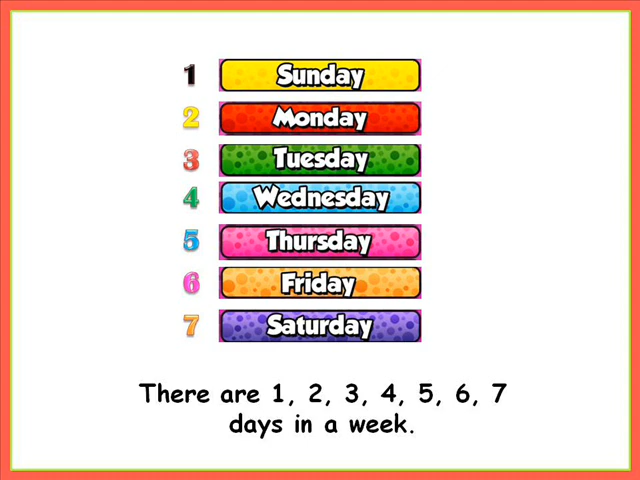 1 Sunday
2 Monday
3 Tuesday
4 Wednesday
5 Thursday
6 Friday
7 Saturday
There are 1, 2, 3, 4, 5, 6, 7
days in a week.